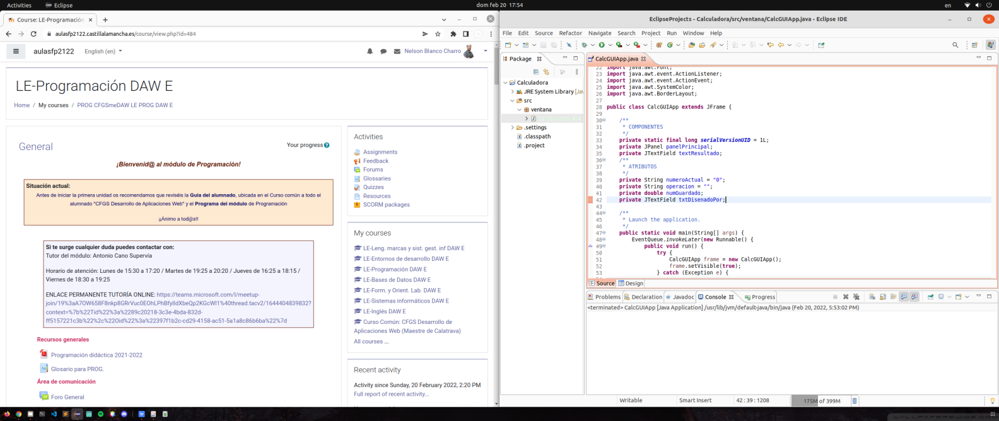 Activities
Eclipse
dom feb 20 17:54
en
Course: LE-Programación
aulasfp2122.castillalamancha.es/course/view.php?id=484
aulasfp2122
English (en)
Nelson Blanco Charro
LE-Programación DAW E
Home / My courses / PROG CFGSmeDAW LE PROG DAW E
General
Your progress
¡Bienvenid@ al módulo de Programación!
Situación actual:
Antes de iniciar la primera unidad os recomendamos que reviséis la Guía del alumnado, ubicada en el Curso común a todo el
alumnado "CFGS Desarrollo de Aplicaciones Web" y el Programa del módulo de Programación
¡¡Ánimo a tod@s!!
Si te surge cualquier duda puedes contactar con:
Tutor del módulo: Antonio Cano Supervía
Horario de atención: Lunes de 15:30 a 17:20 / Martes de 19:25 a 20:20 / Jueves de 16:25 a 18:15 /
Viernes de 18:30 a 19:25
ENLACE PERMANENTE TUTORÍA ONLINE: https://teams.microsoft.com/l/meetup-
join/19%3aA7OW658F8nkp8GRrVuc0EOhLPhBfylIdXbeQp2KGcWI1%40thread.tacv2/1644404839832?
context=%7b%22Tid%22%3a%2289c20218-3c3e-4bda-832d-
ff5157221c3b%22%2c%22Oid%22%3a%22397f1b2c-cd29-4158-ac51-5a1a8c86b6ba%22%7d
Recursos generales
Programación didáctica 2021-2022
Glosario para PROG.
Área de comunicación
Foro General
Activities
Assignments
Feedback
Forums
Glossaries
Quizzes
Resources
SCORM packages
My courses
LE-Leng. marcas y sist. gest. inf DAW E
LE-Entornos de desarrollo DAW E
LE-Programación DAW E
LE-Bases de Datos DAW E
LE-Form. y Orient. Lab. DAW E
LE-Sistemas informáticos DAW E
LE-Inglés DAW E
Curso Común: CFGS Desarrollo de
Aplicaciones Web (Maestre de Calatrava)
All courses ...
Recent activity
Activity since Sunday, 20 February 2022, 2:20 PM
Full report of recent activity...
EclipseProjects - Calculadora/src/ventana/CalcGUIApp.java - Eclipse IDE
File Edit Source Refactor Navigate Search Project Run Window Help
Package
Calculadora
JRE System Library [Jav
src
ventana
.settings
.classpath
.project
CalcGUIApp.java
22 import java.awt.Font;
23 import java.awt.event.ActionListener;
24 import java.awt.event.ActionEvent;
25 import java.awt.SystemColor;
26 import java.awt.BorderLayout;
27
28 public class CalcGUIApp extends JFrame {
29
30 /**
31 * COMPONENTES
32 */
33 private static final long serialVersionUID = 1L;
34 private JPanel panelPrincipal;
35 private JTextField textResultado;
36 /**
37 * ATRIBUTOS
38 */
39 private String numeroActual = "0";
40 private String operacion = "";
41 private double numGuardado;
42 private JTextField txtDisenadoPor;
43
44 /**
45 * Launch the application.
46 */
47 public static void main(String[] args) {
48 EventQueue.invokeLater(new Runnable() {
49 public void run() {
50 try {
51 CalcGUIApp frame = new CalcGUIApp();
52 frame.setVisible(true);
53 } catch (Exception e) {
Source Design
Problems Declaration Javadoc Console Progress
<terminated> CalcGUIApp [Java Application] /usr/lib/jvm/default-java/bin/java (Feb 20, 2022, 5:53:02 PM)
Writable
Smart Insert
42 : 39 : 1208
175M of 399M